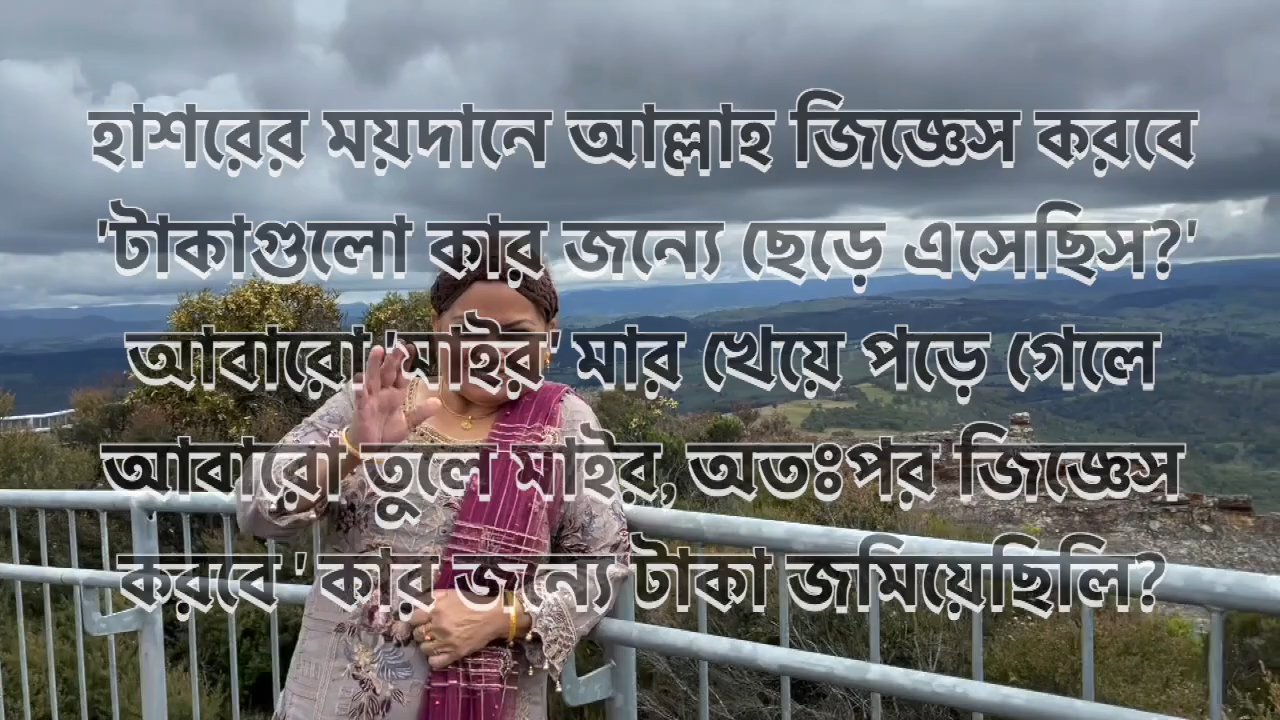 হাশরের ময়দানে আল্লাহ জিজ্ঞেস করবে
'টাকাগুলো কার জন্যে ছেড়ে এসেছিস?'
আবারো 'মাইর' মার খেয়ে পড়ে গেলে
আবারো তুলে মাইর, অতঃপর জিজ্ঞেস
করবে ' কার জন্যে টাকা জমিয়েছিলি?